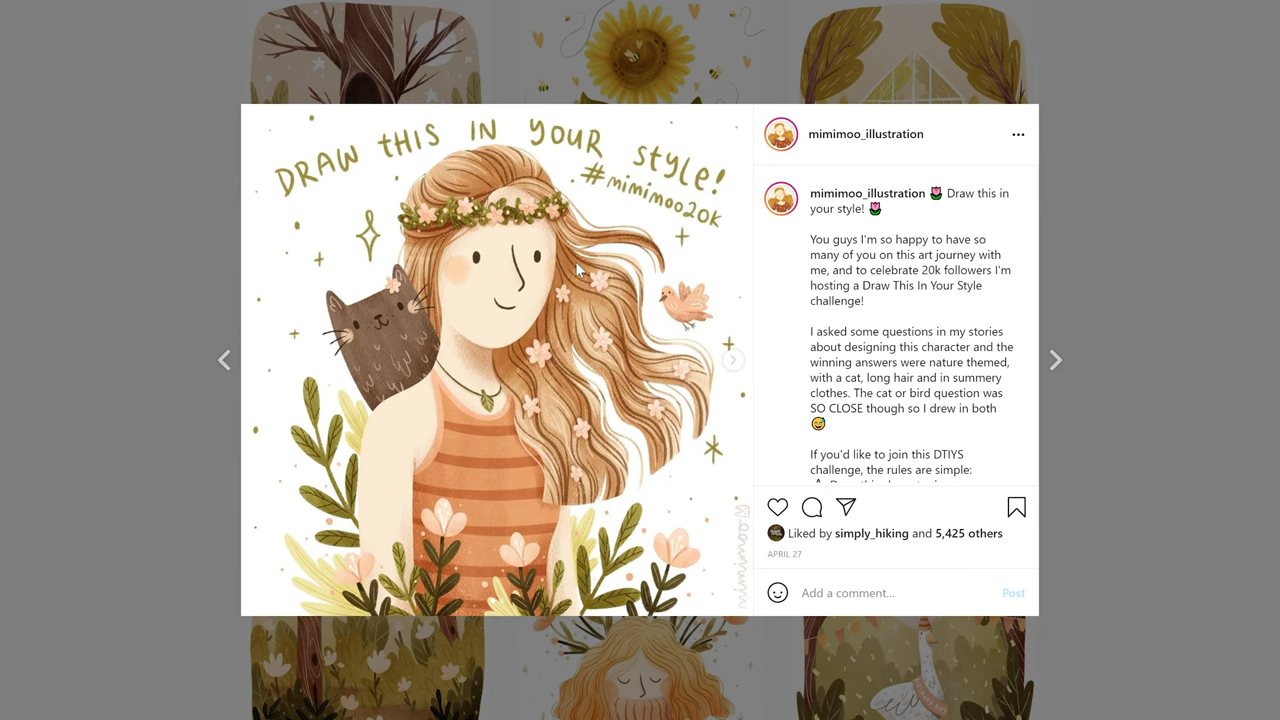 DRAW THIS IN YOUR STYLE!
#mimimoo20K
mimimoo
mimimoo_illustration
mimimoo_illustration 🌷 Draw this in
your style! 🌷
You guys I'm so happy to have so
many of you on this art journey with
me, and to celebrate 20k followers I'm
hosting a Draw This In Your Style
challenge!
I asked some questions in my stories
about designing this character and the
winning answers were nature themed,
with a cat, long hair and in summery
clothes. The cat or bird question was
SO CLOSE though so I drew in both
😅
If you'd like to join this DTIYS
challenge, the rules are simple:
Liked by simply_hiking and 5,425 others
APRIL 27
Add a comment...
Post